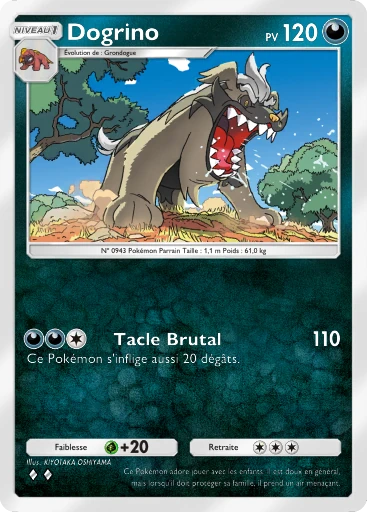 NIVEAU 1
Dogrino
PV 120
Évolution de : Grondogue
N° 0943 Pokémon Parrain Taille : 1,1 m Poids : 61,0 kg
Tacle Brutal 110
Ce Pokémon s'inflige aussi 20 dégâts.
Faiblesse +20 Retraite
Illus. KIYOTAKA OSHIYAMA
Ce Pokémon adore jouer avec les enfants. Il est doux en général,
mais lorsqu'il doit protéger sa famille, il prend un air menaçant.